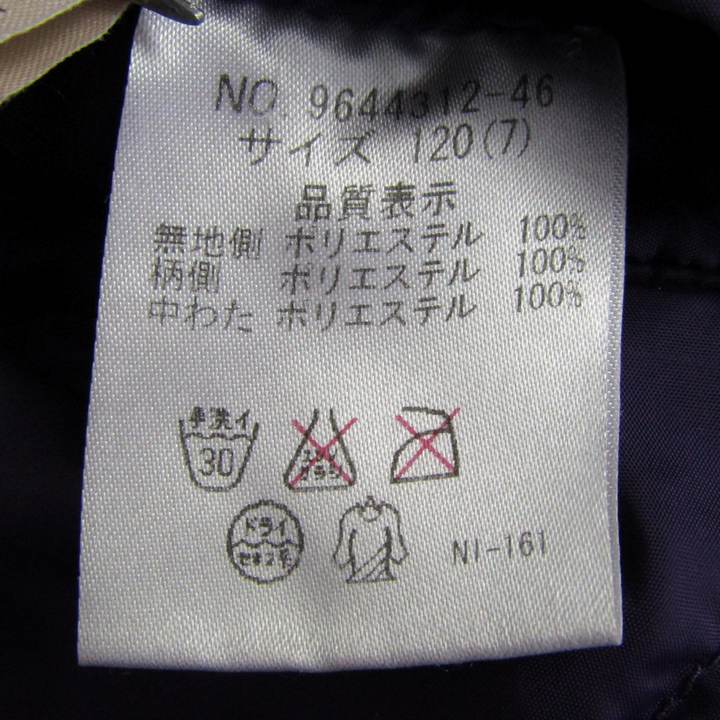 NO. 9644312-46
サイズ 120(7)
品質表示
無地側 ポリエステル 100%
柄側 ポリエステル 100%
中わた ポリエステル 100%
手洗イ
30
エンソ
サラシ
ドライ
セキユ系
NI-161